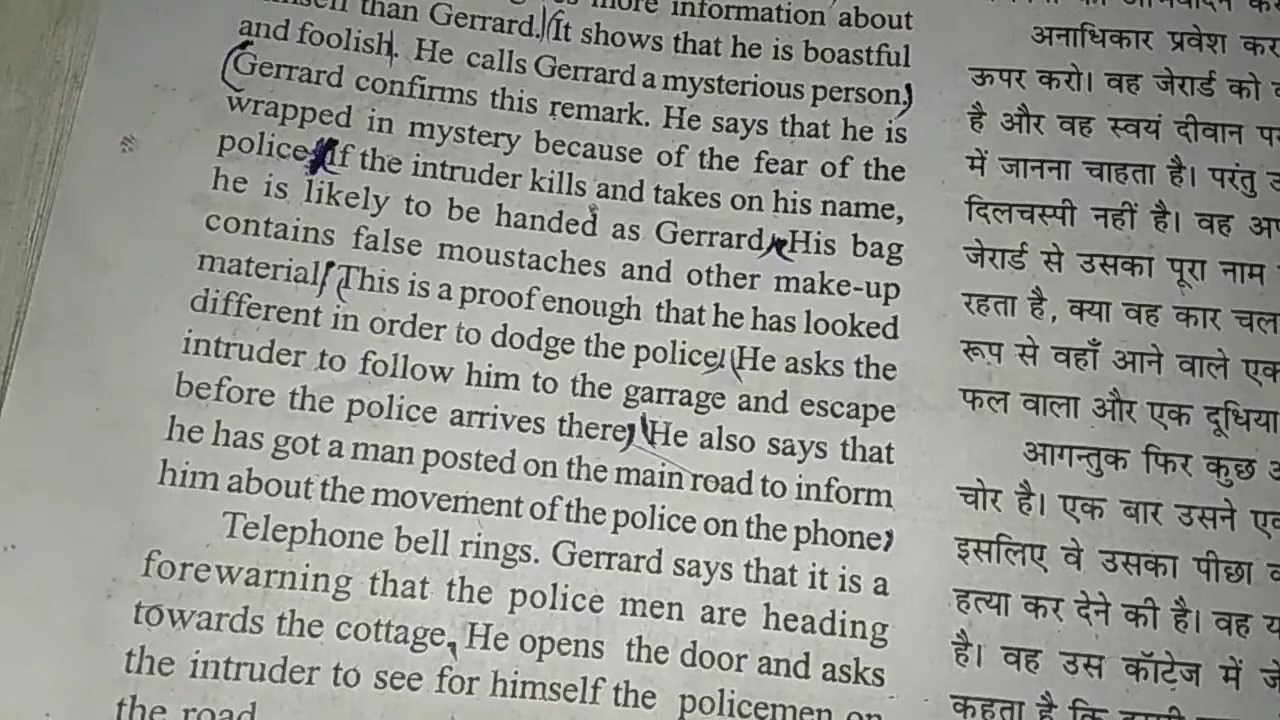 than Gerrard. It shows that he is boastful
more information about
and foolish. He calls Gerrard a mysterious person.
Gerrard confirms this remark. He says that he is
wrapped in mystery because of the fear of the
police. If the intruder kills and takes on his name,
he is likely to be handed as Gerrard. His bag
contains false moustaches and other make-up
material. This is a proof enough that he has looked
different in order to dodge the police. He asks the
intruder to follow him to the garrage and escape
before the police arrives there. He also says that
he has got a man posted on the main road to inform
him about the movement of the police on the phone.
Telephone bell rings. Gerrard says that it is a
forewarning that the police men are heading
towards the cottage. He opens the door and asks
the intruder to see for himself the policemen on
the road.
अनाधिकार प्रवेश कर
ऊपर करो। वह जेरार्ड को
है और वह स्वयं दीवान पर
में जानना चाहता है। परंतु
दिलचस्पी नहीं है। वह
जेरार्ड से उसका पूरा नाम
रहता है, क्या वह कार चल
रूप से वहाँ आने वाले एक
फल वाला और एक दूधिया
आगन्तुक फिर कुछ
चोर है। एक बार उसने
इसलिए वे उसका पीछा
हत्या कर देने की है। वह
है। वह उस कॉटेज में
कहता है कि